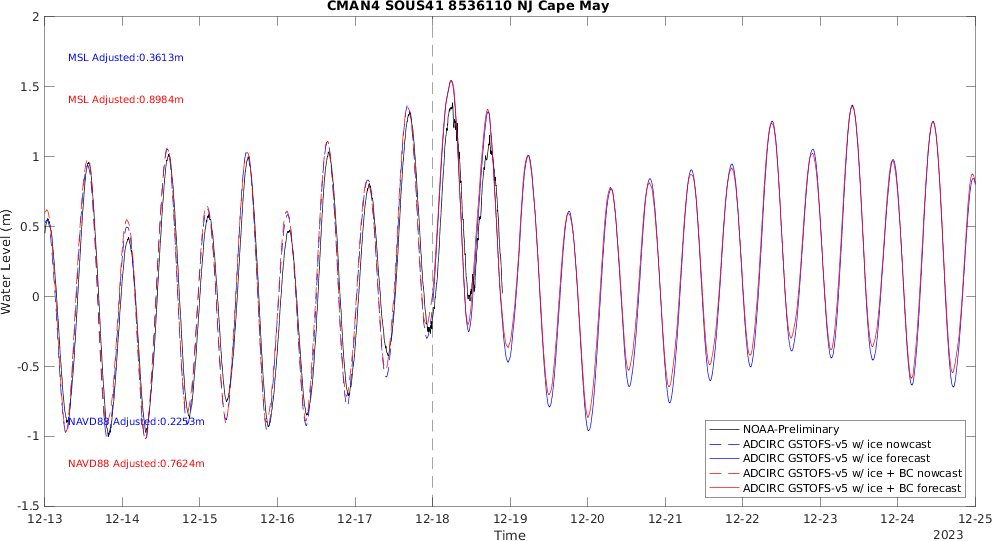 CMAN4 SOUS41 8536110 NJ Cape May
2
1.5
1
0.5
0
-0.5
-1
-1.5
Water Level (m)
MSL Adjusted:0.3613m
MSL Adjusted:0.8984m
NAVD88 Adjusted:0.2253m
NAVD88 Adjusted:0.7624m
NOAA-Preliminary
ADCIRC GSTOFS-v5 w/ ice nowcast
ADCIRC GSTOFS-v5 w/ ice forecast
ADCIRC GSTOFS-v5 w/ ice + BC nowcast
ADCIRC GSTOFS-v5 w/ ice + BC forecast
12-13 12-14 12-15 12-16 12-17 12-18 12-19 12-20 12-21 12-22 12-23 12-24 12-25
Time
2023